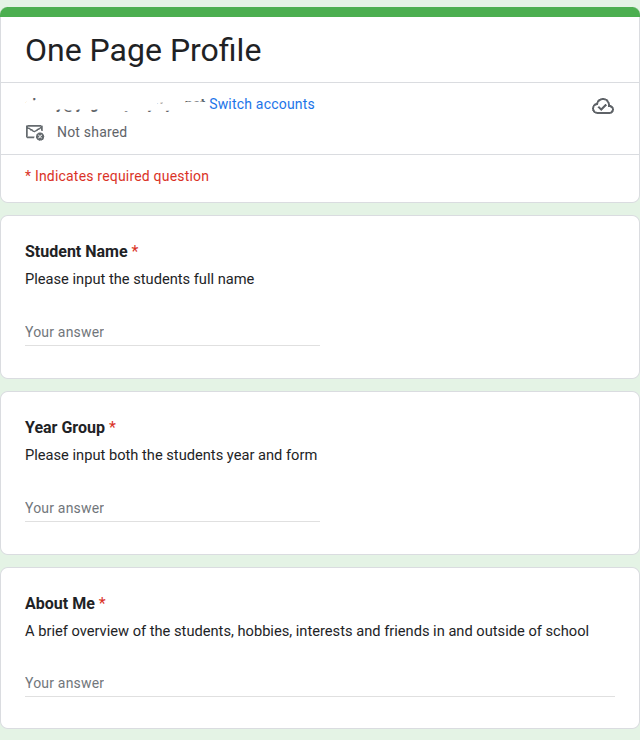 One Page Profile
Switch accounts
Not shared
* Indicates required question
Student Name *
Please input the students full name
Your answer
Year Group *
Please input both the students year and form
Your answer
About Me *
A brief overview of the students, hobbies, interests and friends in and outside of school
Your answer